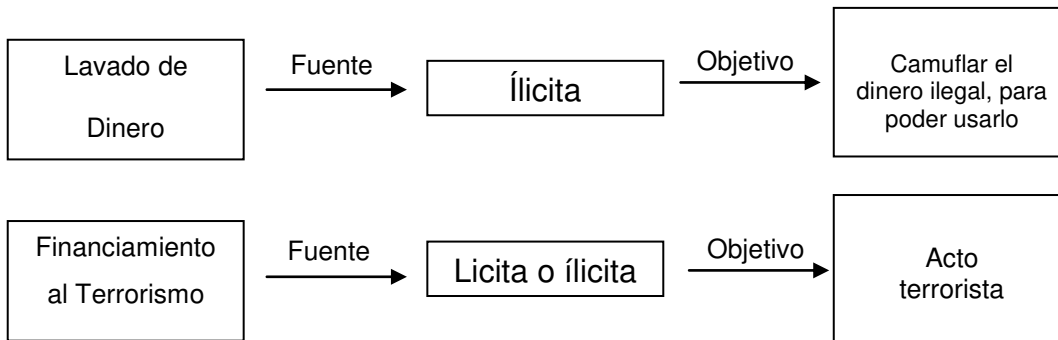 Lavado de
Dinero
Fuente
Ílicita
Objetivo
Camuflar el
dinero ilegal, para
poder usarlo
Financiamiento
al Terrorismo
Fuente
Licita o ílicita
Objetivo
Acto
terrorista